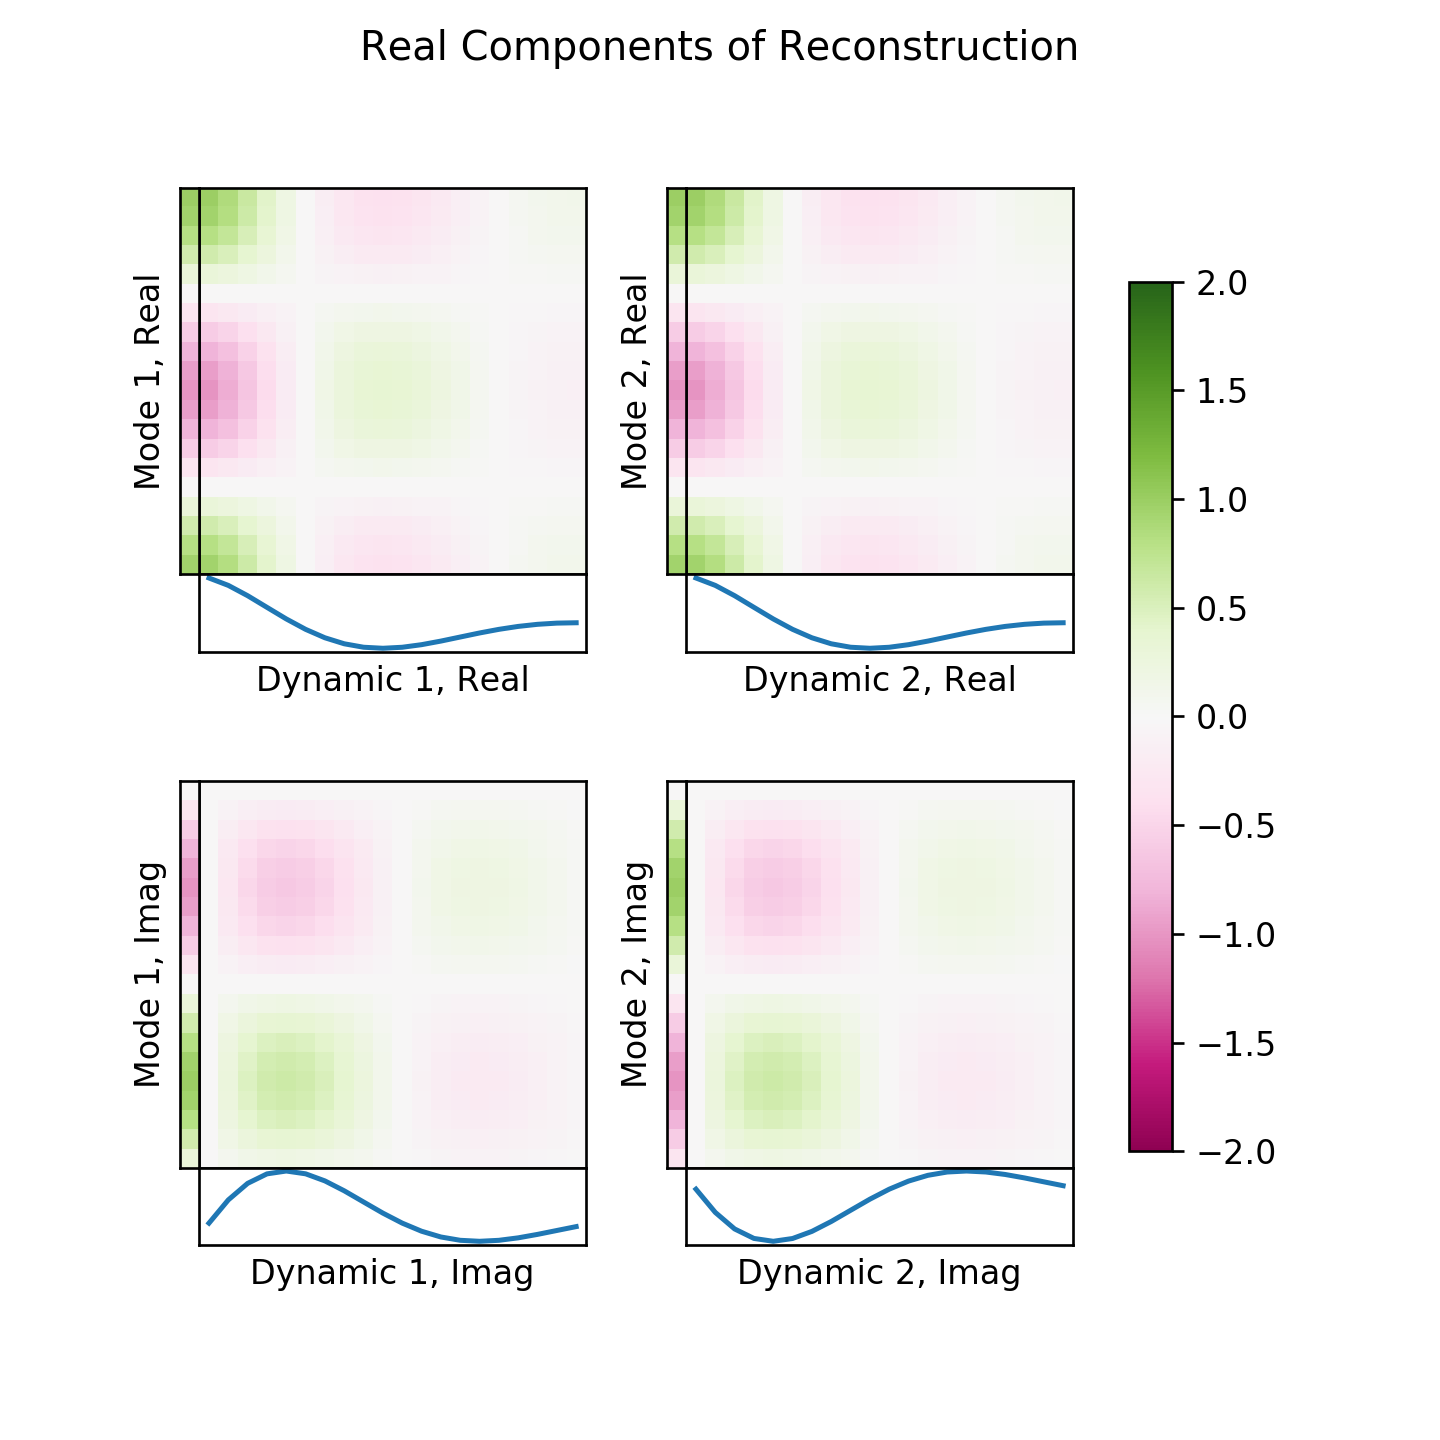 Real Components of Reconstruction
Mode 1, Real
Dynamic 1, Real
Mode 2, Real
Dynamic 2, Real
Mode 1, Imag
Dynamic 1, Imag
Mode 2, Imag
Dynamic 2, Imag
2.0
1.5
1.0
0.5
0.0
−0.5
−1.0
−1.5
−2.0